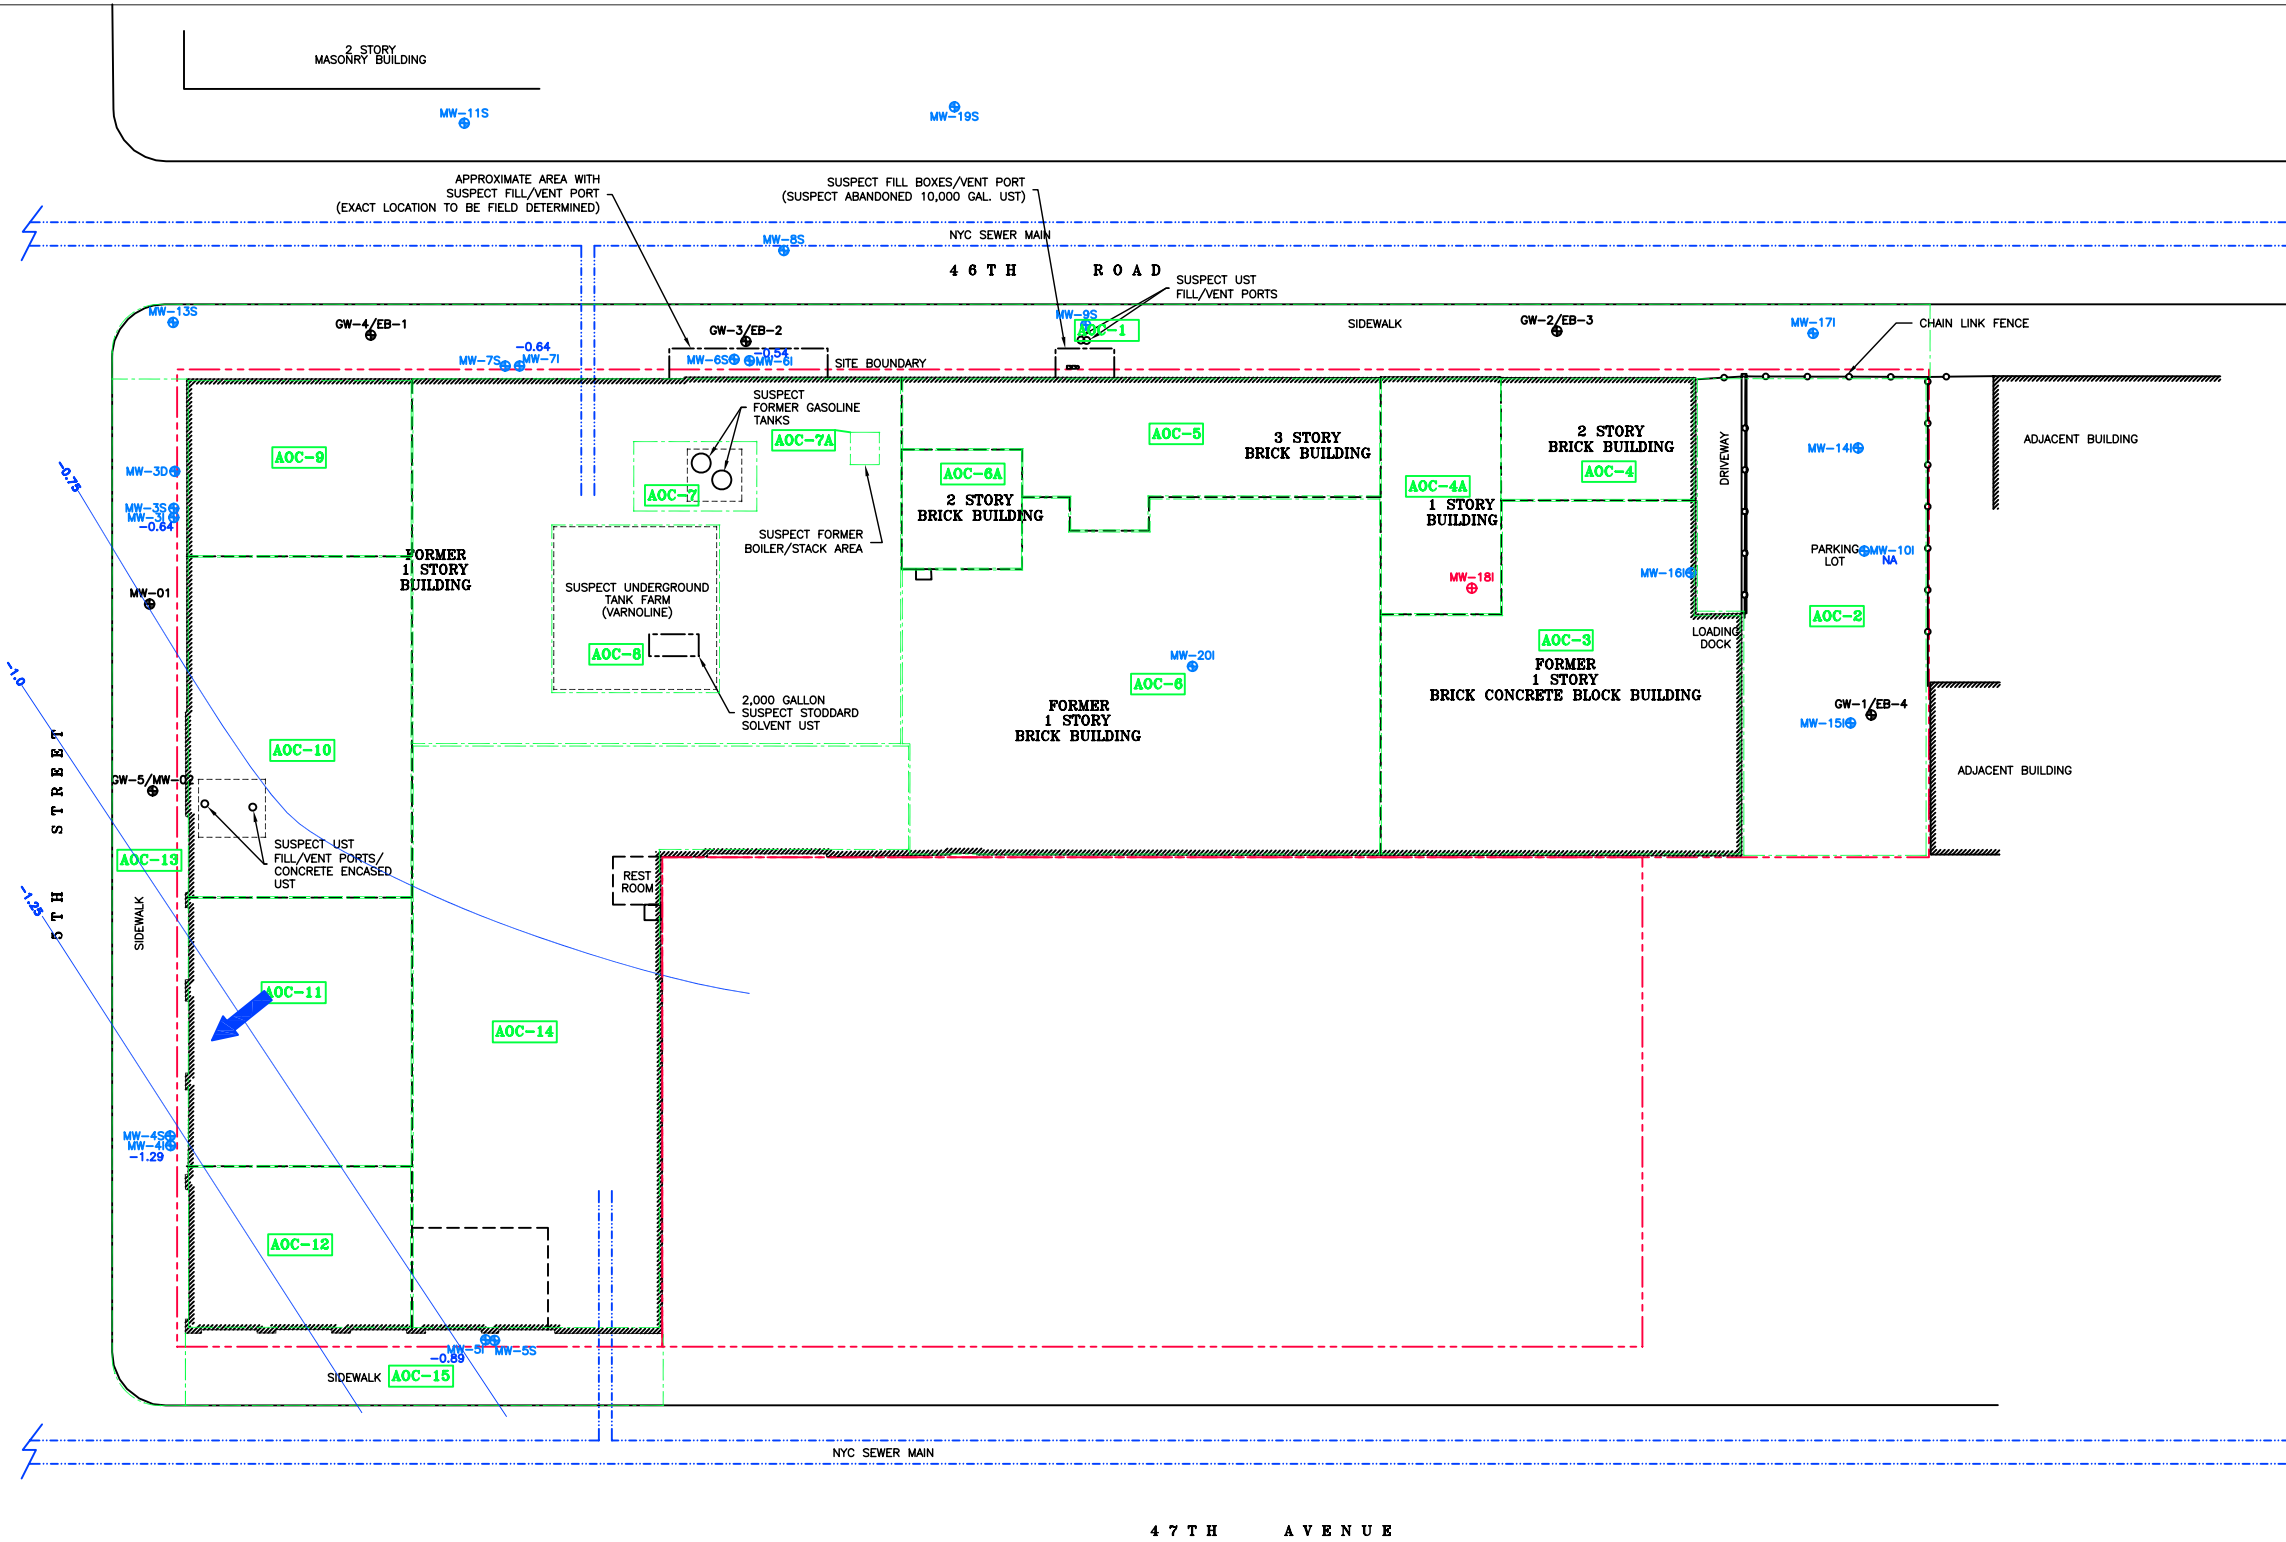 2 STORY
MASONRY BUILDING
MW-11S
MW-19S
APPROXIMATE AREA WITH
SUSPECT FILL/VENT PORT
(EXACT LOCATION TO BE FIELD DETERMINED)
SUSPECT FILL BOXES/VENT PORT
(SUSPECT ABANDONED 10,000 GAL. UST)
NYC SEWER MAIN
MW-8S
46TH ROAD
SUSPECT UST
FILL/VENT PORTS
MW-13S
GW-4/EB-1
GW-3/EB-2
MW-9S
AOC-1
SIDEWALK
GW-2/EB-3
MW-17I
CHAIN LINK FENCE
-0.64
MW-7S
MW-7I
MW-6S
-0.54
MW-6I
SITE BOUNDARY
SUSPECT
FORMER GASOLINE
TANKS
AOC-7A
AOC-5
3 STORY
BRICK BUILDING
2 STORY
BRICK BUILDING
AOC-4
DRIVEWAY
MW-14I
ADJACENT BUILDING
AOC-9
MW-3D
-0.75
AOC-7
AOC-6A
2 STORY
BRICK BUILDING
AOC-4A
1 STORY
BUILDING
MW-3S
MW-3I
-0.64
SUSPECT FORMER
BOILER/STACK AREA
FORMER
1 STORY
BUILDING
PARKING
LOT
MW-10I
NA
MW-01
SUSPECT UNDERGROUND
TANK FARM
(VARNOLINE)
MW-18I
MW-16I
AOC-2
AOC-8
AOC-3
LOADING
DOCK
FORMER
1 STORY
BRICK CONCRETE BLOCK BUILDING
-1.0
MW-20I
AOC-6
2,000 GALLON
SUSPECT STODDARD
SOLVENT UST
FORMER
1 STORY
BRICK BUILDING
GW-1/EB-4
MW-15I
AOC-10
5TH STREET
GW-5/MW-02
ADJACENT BUILDING
SUSPECT UST
FILL/VENT PORTS/
CONCRETE ENCASED
UST
AOC-13
REST
ROOM
-1.25
SIDEWALK
AOC-11
AOC-14
MW-4S
MW-4I
-1.29
AOC-12
MW-5I
MW-5S
-0.89
SIDEWALK
AOC-15
NYC SEWER MAIN
47TH AVENUE